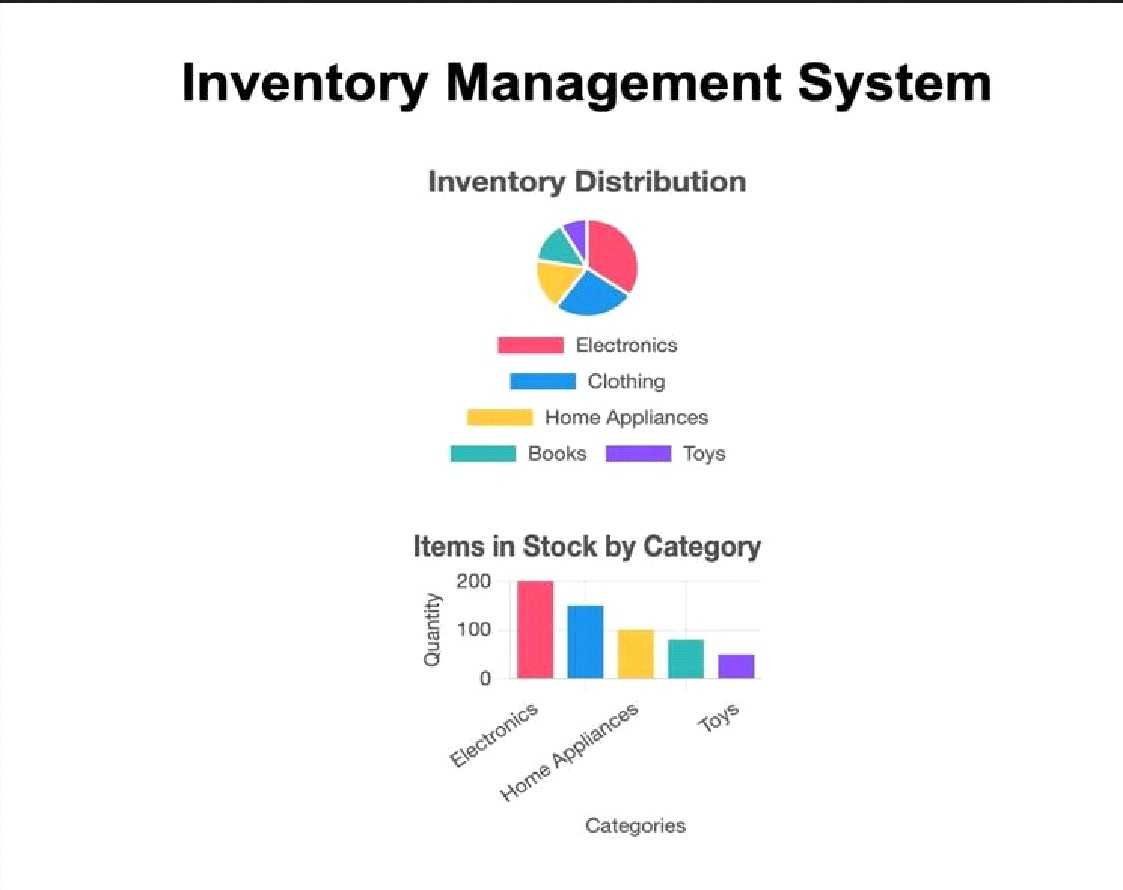 Inventory Management System
Inventory Distribution
Electronics
Clothing
Home Appliances
Books Toys
Items in Stock by Category
Quantity
200
100
0
Electronics
Home Appliances
Toys
Categories